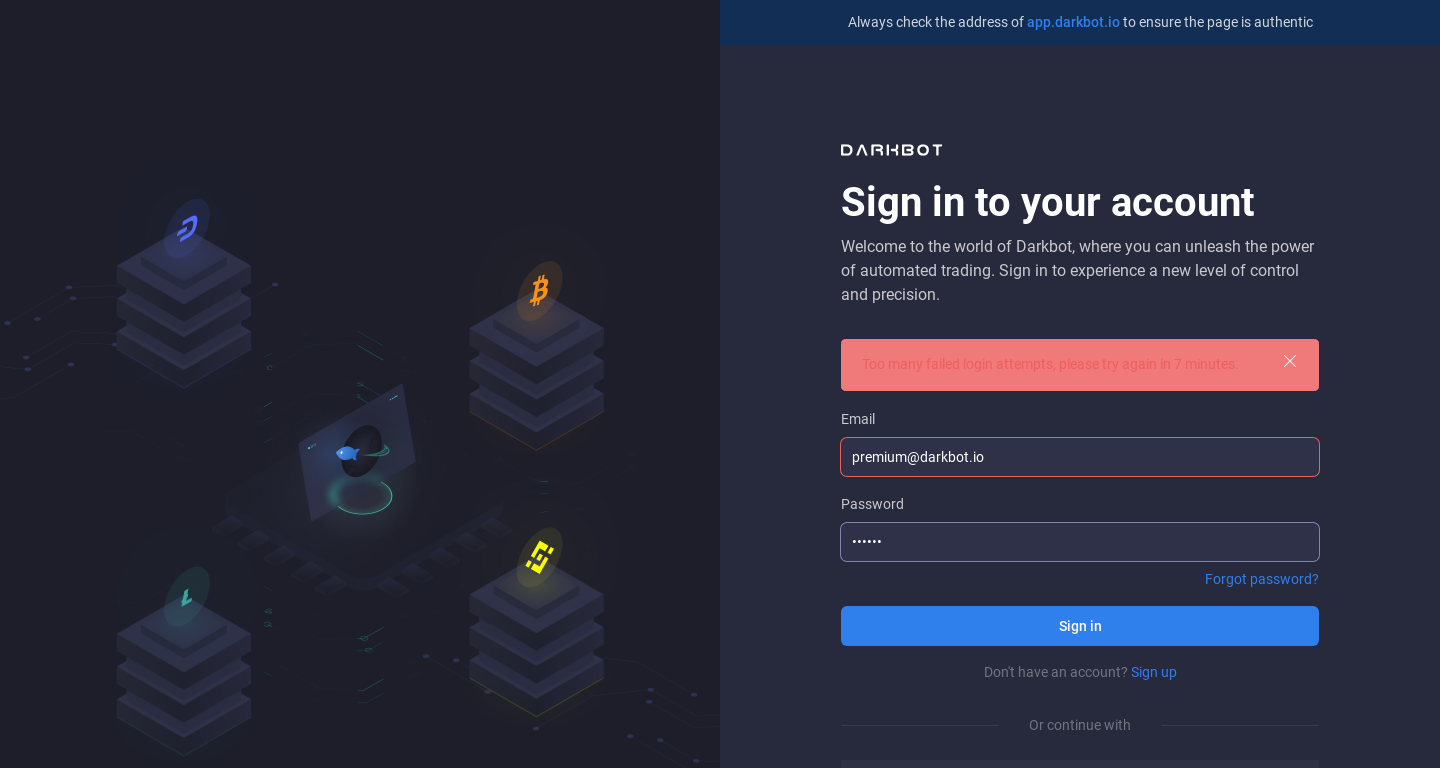 Always check the address of app.darkbot.io to ensure the page is authentic
DARKBOT
Sign in to your account
Welcome to the world of Darkbot, where you can unleash the power
of automated trading. Sign in to experience a new level of control
and precision.
Too many failed login attempts, please try again in 7 minutes.
Email
premium@darkbot.io
Password
••••••
Forgot password?
Sign in
Don't have an account? Sign up
Or continue with